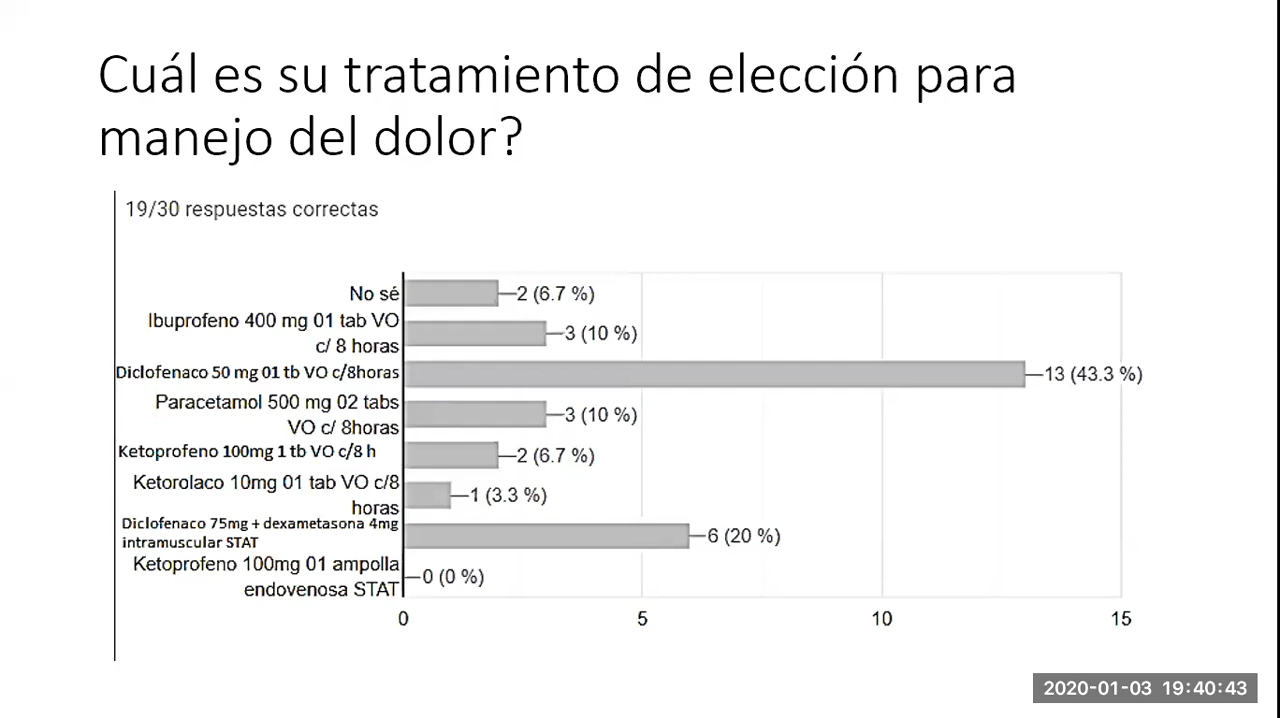 Cuál es su tratamiento de elección para
manejo del dolor?
19/30 respuestas correctas
No sé
2 (6.7 %)
Ibuprofeno 400 mg 01 tab VO
c/ 8 horas
3 (10 %)
Diclofenaco 50 mg 01 tb VO c/8horas
13 (43.3 %)
Paracetamol 500 mg 02 tabs
VO c/ 8horas
3 (10 %)
Ketoprofeno 100mg 1 tb VO c/8 h
2 (6.7 %)
Ketorolaco 10mg 01 tab VO c/8
horas
1 (3.3 %)
Diclofenaco 75mg + dexametasona 4mg
intramuscular STAT
6 (20 %)
Ketoprofeno 100mg 01 ampolla
endovenosa STAT
0 (0 %)
0 5 10 15
2020-01-03 19:40:43